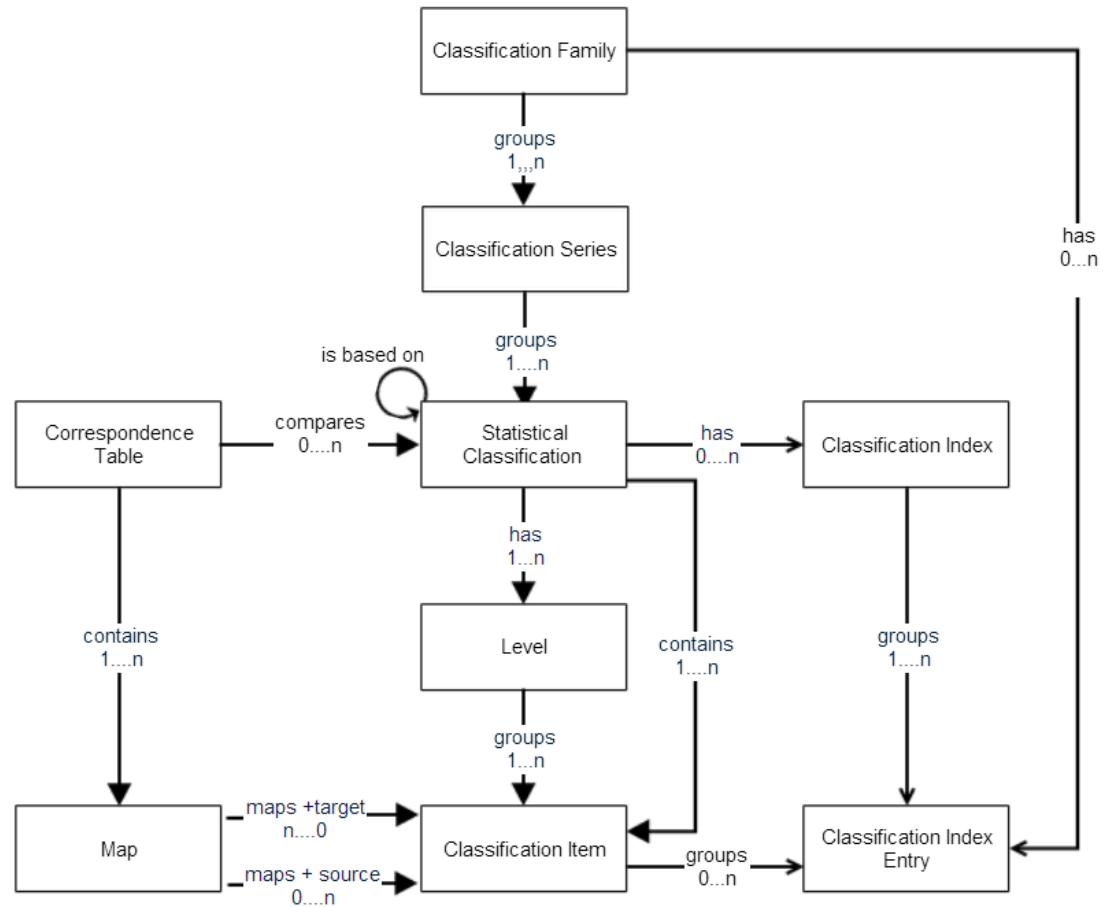 Classification Family
groups
1,,,n
has
0...n
Classification Series
groups
1....n
is based on
Correspondence
Table
compares
0....n
Statistical
Classification
has
0....n
Classification Index
has
1...n
contains
1....n
Level
contains
1....n
groups
1....n
groups
1...n
Map
maps +target
n....0
maps + source
0....n
Classification Item
groups
0...n
Classification Index
Entry